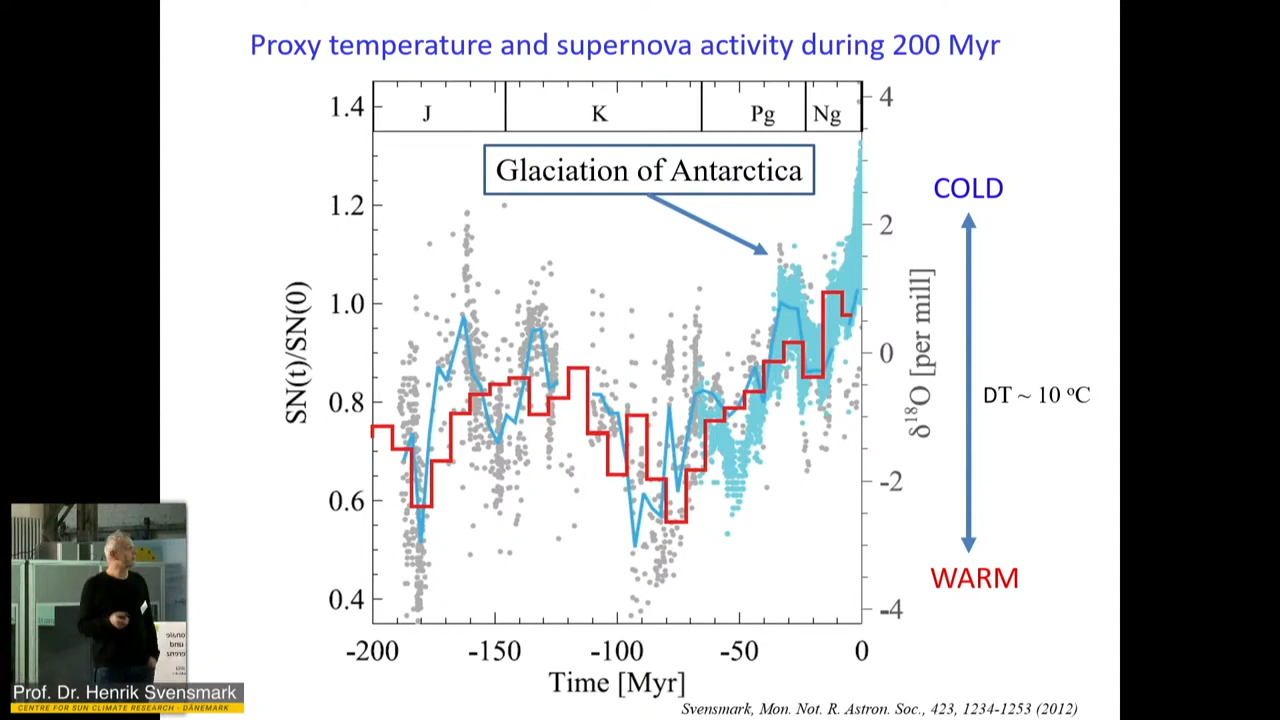 Proxy temperature and supernova activity during 200 Myr
J K Pg Ng
Glaciation of Antarctica
1.4
1.2
1.0
0.8
0.6
0.4
SN(t)/SN(0)
4
2
0
-2
-4
δ¹⁸O [per mill]
COLD
DT ~ 10 ºC
WARM
-200 -150 -100 -50 0
Time [Myr]
Svensmark, Mon. Not. R. Astron. Soc., 423, 1234-1253 (2012)
und
Prof. Dr. Henrik Svensmark
CENTRE FOR SUN CLIMATE RESEARCH - DÄNEMARK